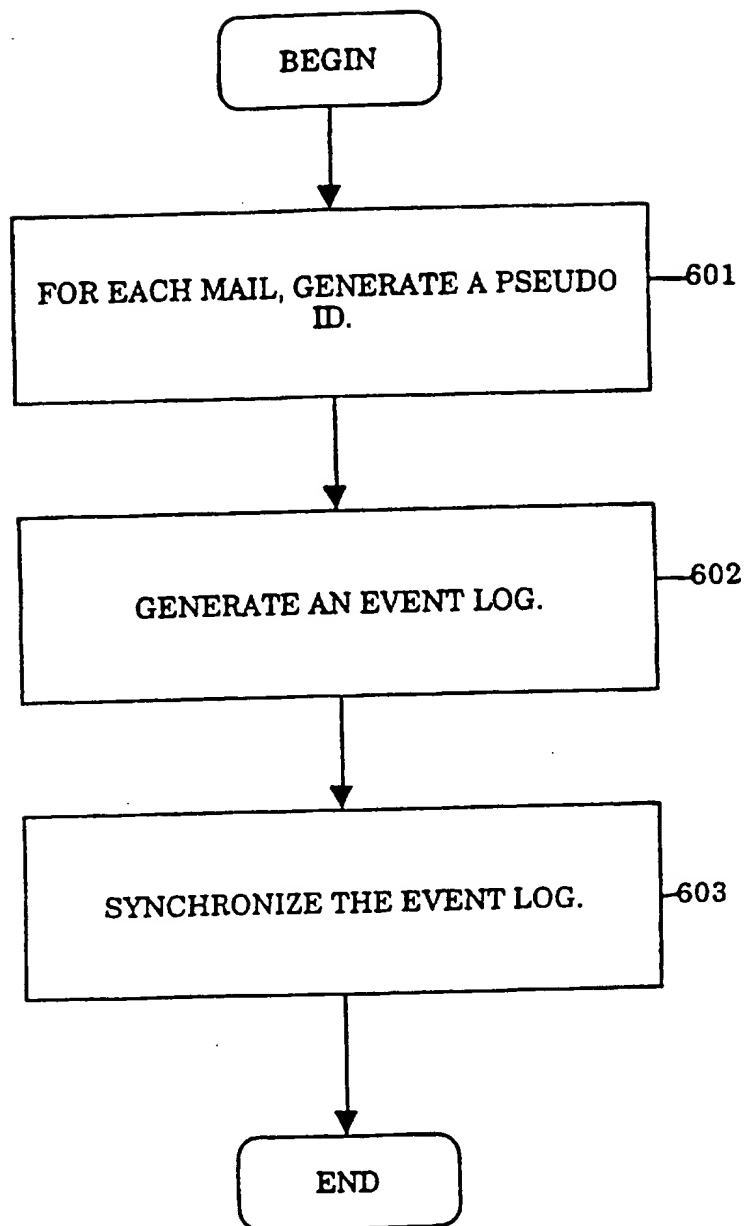 BEGIN
FOR EACH MAIL, GENERATE A PSEUDO
ID.
601
GENERATE AN EVENT LOG.
602
SYNCHRONIZE THE EVENT LOG.
603
END